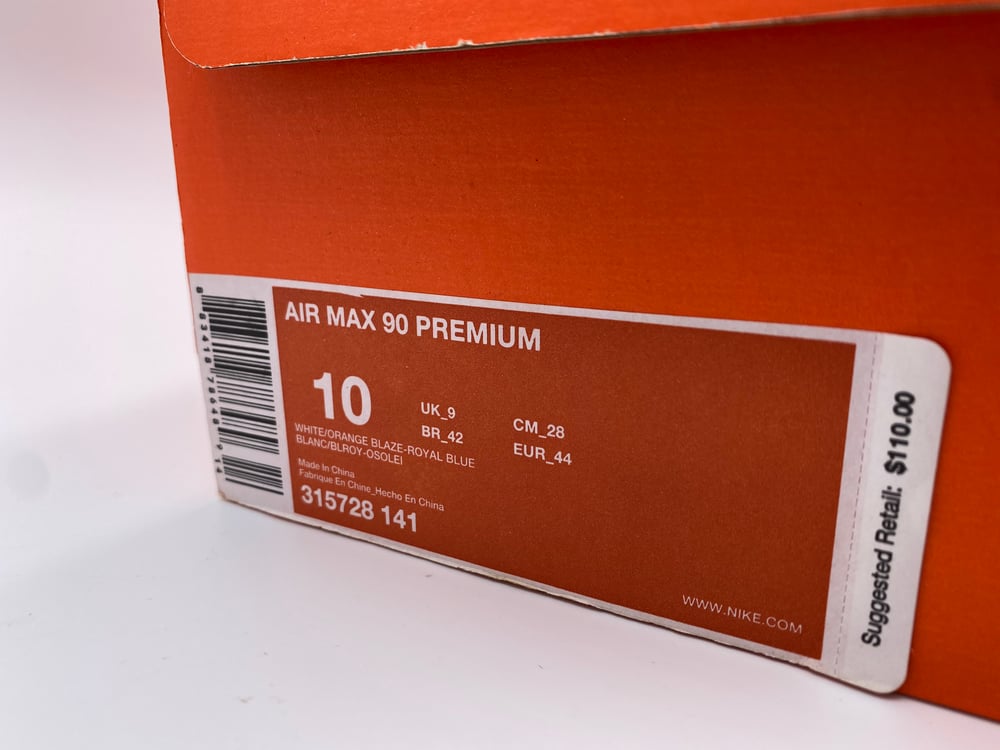 AIR MAX 90 PREMIUM
10
UK_9
CM_28
BR_42
EUR_44
WHITE/ORANGE BLAZE-ROYAL BLUE
BLANC/BLROY-OSOLEI
Made In China
Fabrique En Chine_Hecho En China
315728 141
WWW.NIKE.COM
Suggested Retail: $110.00